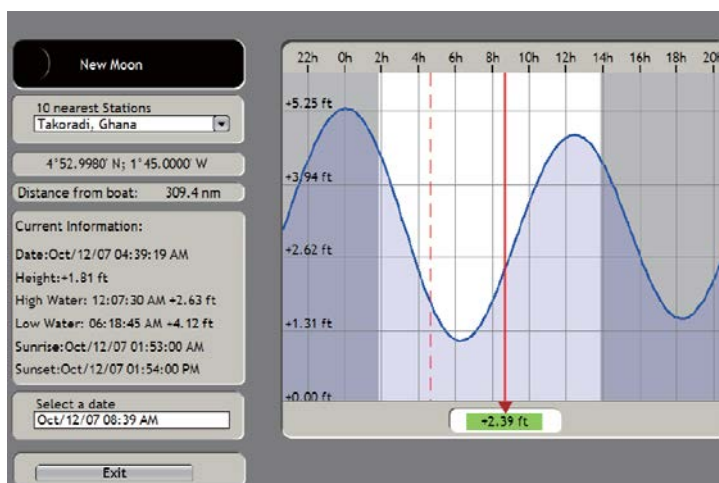 New Moon
10 nearest Stations
Takoradi, Ghana
4°52.9980' N; 1°45.0000' W
Distance from boat: 309.4 nm
Current Information:
Date:Oct/12/07 04:39:19 AM
Height:+1.81 ft
High Water: 12:07:30 AM +2.63 ft
Low Water: 06:18:45 AM +4.12 ft
Sunrise:Oct/12/07 01:53:00 AM
Sunset:Oct/12/07 01:54:00 PM
Select a date
Oct/12/07 08:39 AM
Exit
22h 0h 2h 4h 6h 8h 10h 12h 14h 16h 18h 20h
+5.25 ft
+3.94 ft
+2.62 ft
+1.31 ft
+0.00 ft
+2.39 ft